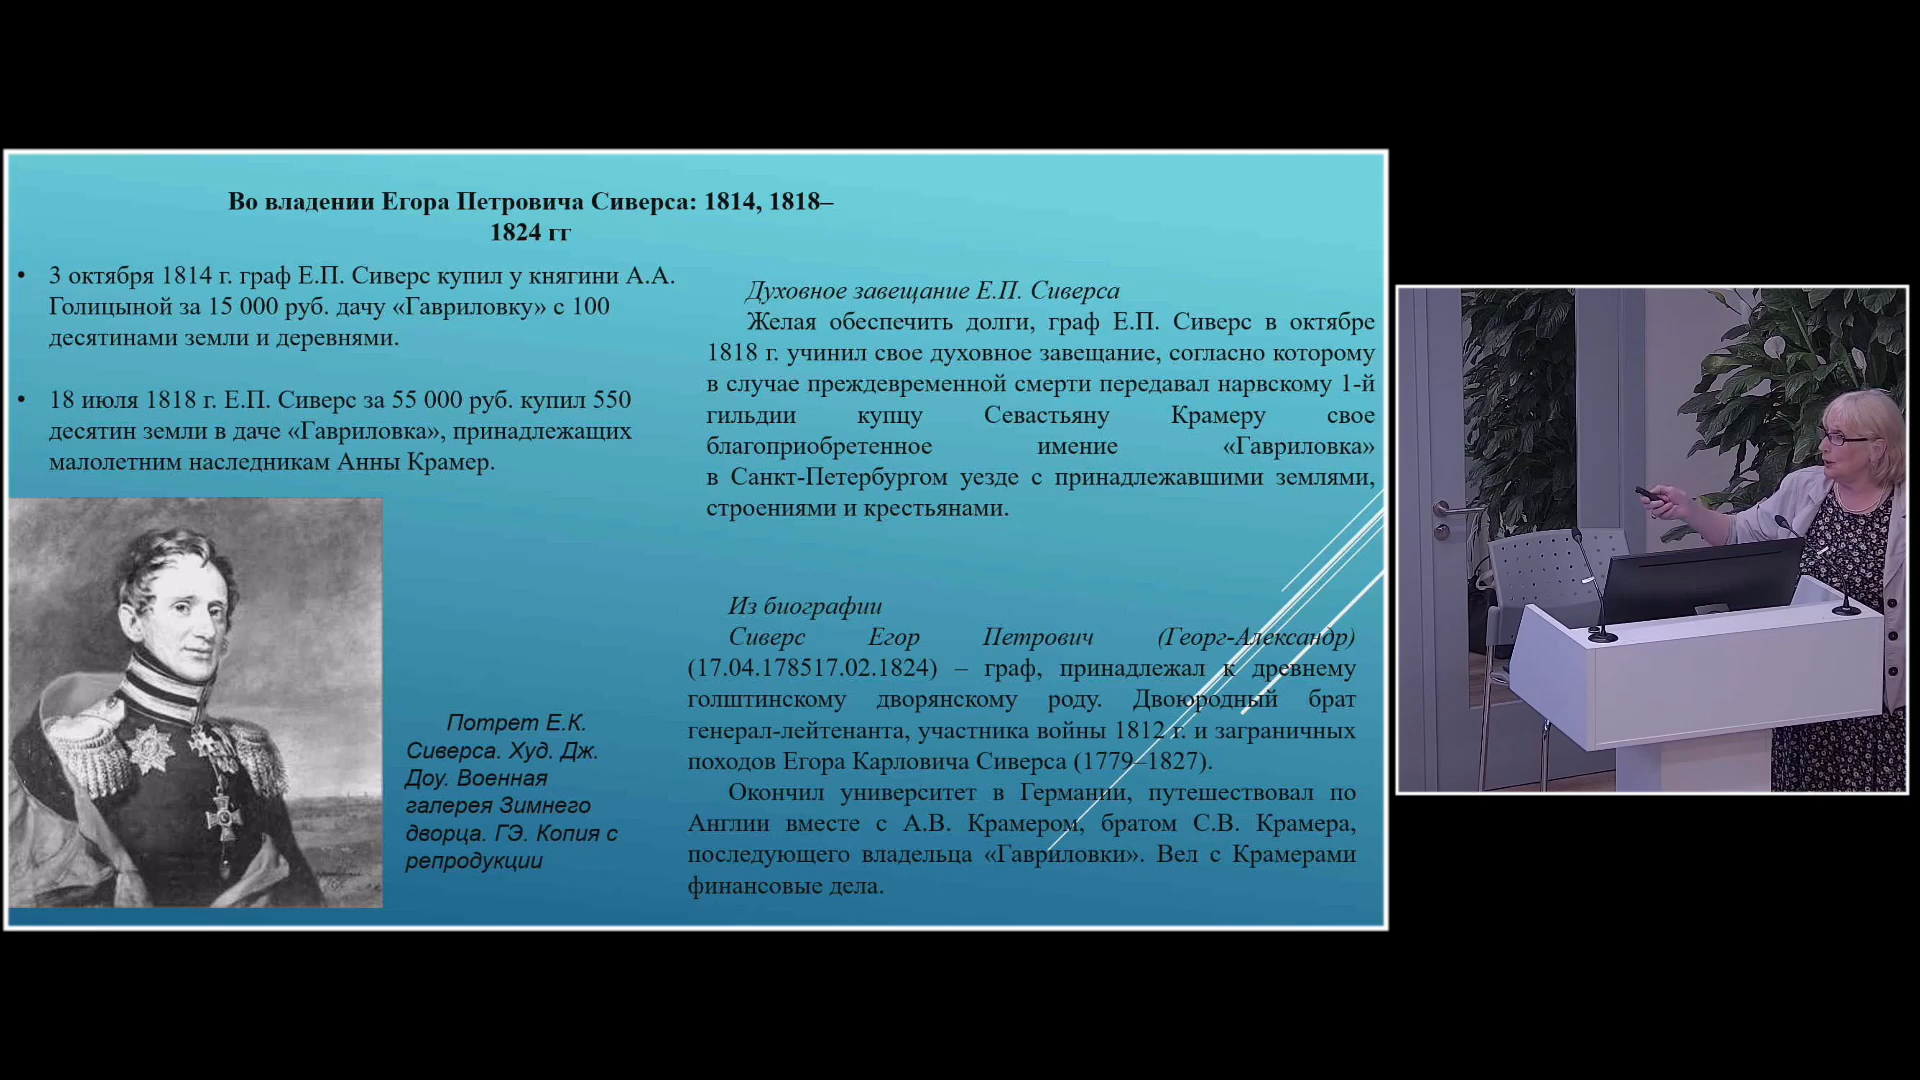 Во владении Егора Петровича Сиверса: 1814, 1818–
1824 гг
• 3 октября 1814 г. граф Е.П. Сиверс купил у княгини А.А.
Голицыной за 15 000 руб. дачу «Гавриловку» с 100
десятинами земли и деревнями.
• 18 июля 1818 г. Е.П. Сиверс за 55 000 руб. купил 550
десятин земли в даче «Гавриловка», принадлежащих
малолетним наследникам Анны Крамер.
Потрет Е.К.
Сиверса. Худ. Дж.
Доу. Военная
галерея Зимнего
дворца. ГЭ. Копия с
репродукции
Духовное завещание Е.П. Сиверса
Желая обеспечить долги, граф Е.П. Сиверс в октябре
1818 г. учинил свое духовное завещание, согласно которому
в случае преждевременной смерти передавал нарвскому 1-й
гильдии купцу Севастьяну Крамеру свое
благоприобретенное имение «Гавриловка»
в Санкт-Петербургом уезде с принадлежавшими землями,
строениями и крестьянами.
Из биографии
Сиверс Егор Петрович (Георг-Александр)
(17.04.178517.02.1824) – граф, принадлежал к древнему
голштинскому дворянскому роду. Двоюродный брат
генерал-лейтенанта, участника войны 1812 г. и заграничных
походов Егора Карловича Сиверса (1779–1827).
Окончил университет в Германии, путешествовал по
Англии вместе с А.В. Крамером, братом С.В. Крамера,
последующего владельца «Гавриловки». Вел с Крамерами
финансовые дела.